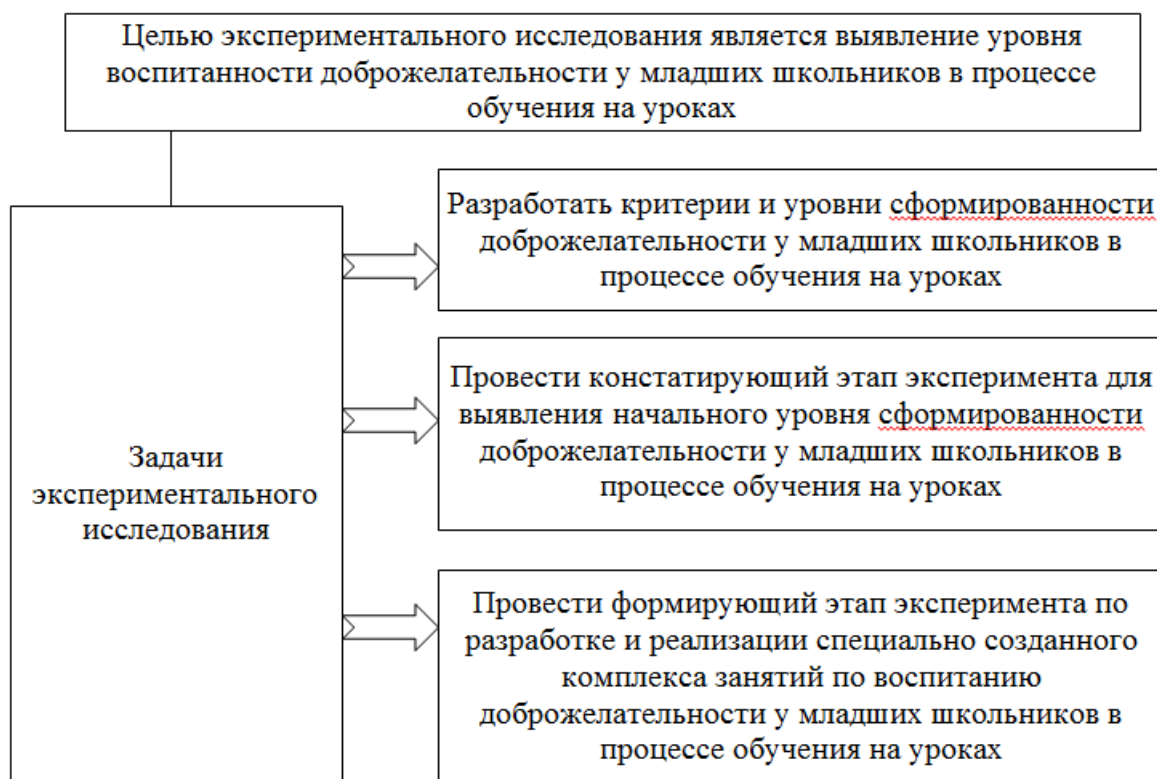 Целью экспериментального исследования является выявление уровня
воспитанности доброжелательности у младших школьников в процессе
обучения на уроках
Разработать критерии и уровни сформированности
доброжелательности у младших школьников в
процессе обучения на уроках
Провести констатирующий этап эксперимента для
выявления начального уровня сформированности
доброжелательности у младших школьников в
процессе обучения на уроках
Задачи
экспериментального
исследования
Провести формирующий этап эксперимента по
разработке и реализации специально созданного
комплекса занятий по воспитанию
доброжелательности у младших школьников в
процессе обучения на уроках